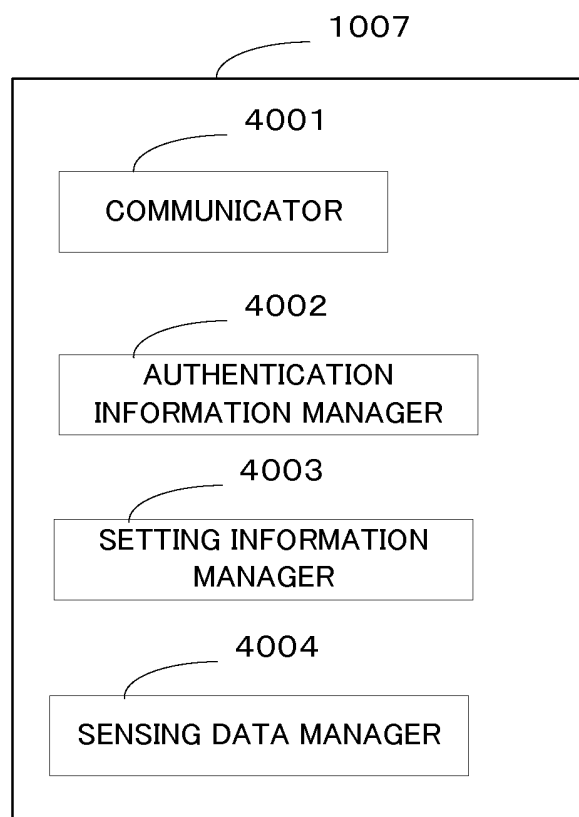 1007
4001
COMMUNICATOR
4002
AUTHENTICATION
INFORMATION MANAGER
4003
SETTING INFORMATION
MANAGER
4004
SENSING DATA MANAGER